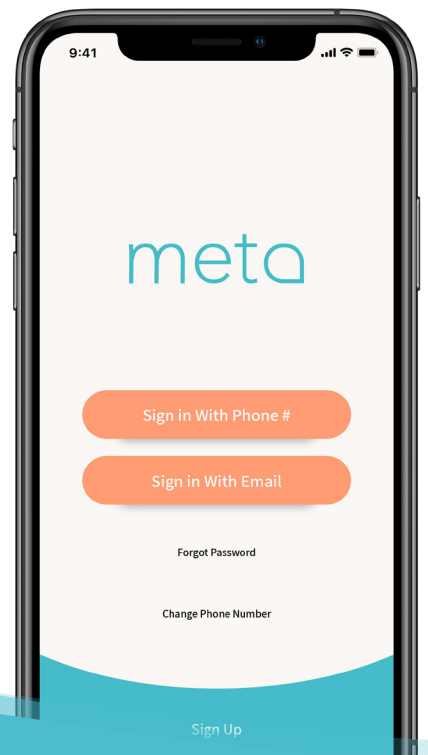 9:41
meta
Sign in With Phone #
Sign in With Email
Forgot Password
Change Phone Number
Sign Up